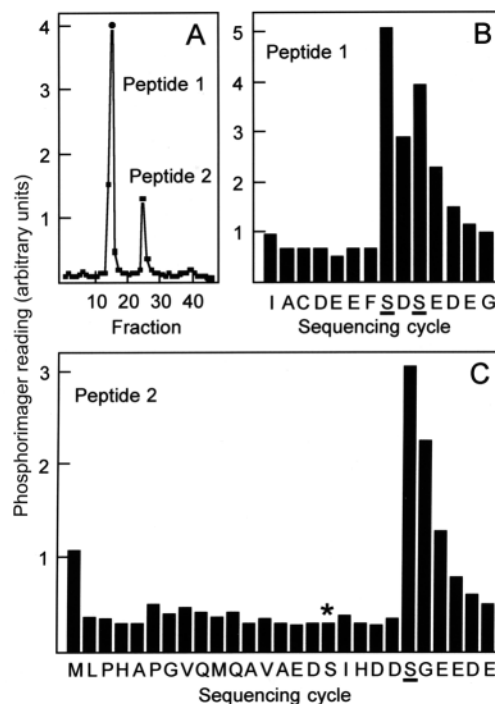 Phosphorimager reading (arbitrary units)
A
4
3
2
1
Peptide 1
Peptide 2
10 20 30 40
Fraction
B
Peptide 1
5
4
3
2
1
I A C D E E F S D S E D E G
Sequencing cycle
C
Peptide 2
3
2
1
*
M L P H A P G V Q M Q A V A E D S I H D D S G E E D E
Sequencing cycle